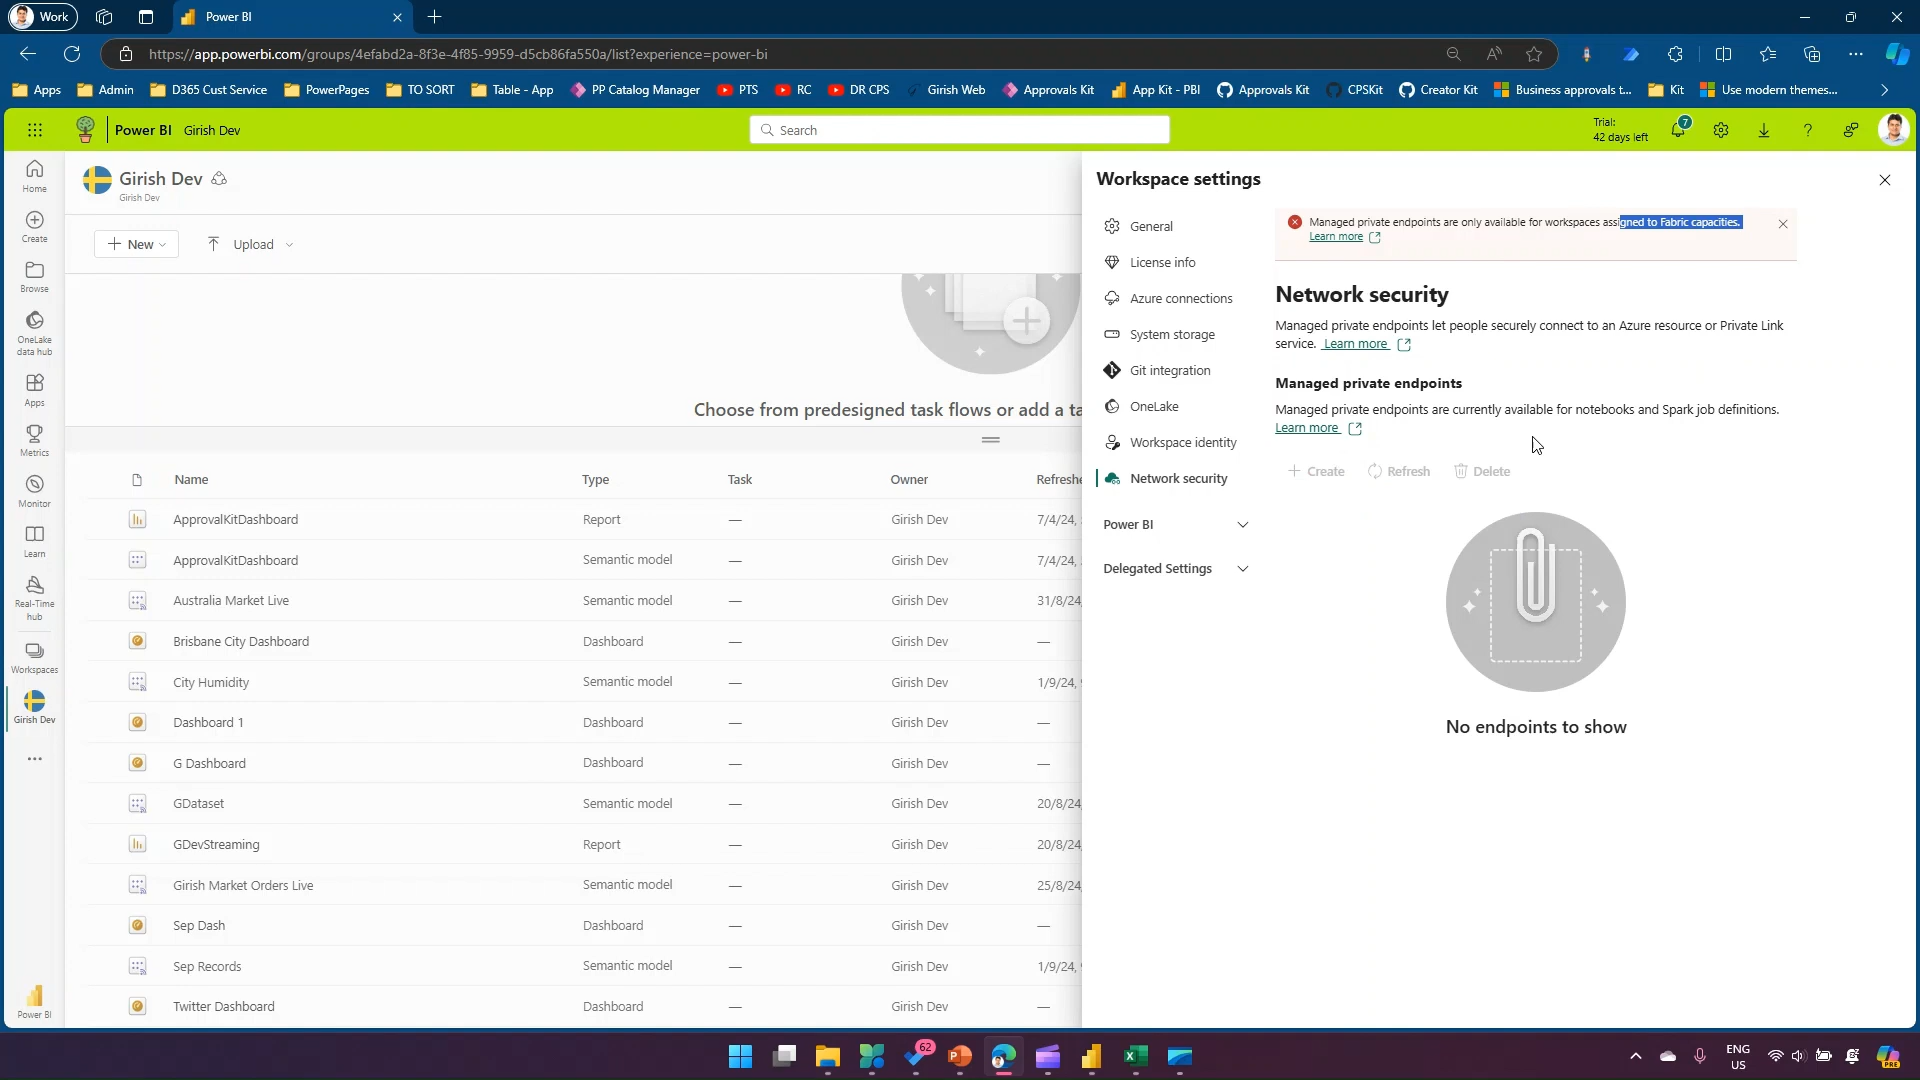 Work
Power BI
https://app.powerbi.com/groups/4efabd2a-8f3e-4f85-9959-d5cb86fa550a/list?experience=power-bi
Apps
Admin
D365 Cust Service
PowerPages
TO SORT
Table - App
PP Catalog Manager
PTS
RC
DR CPS
Girish Web
Approvals Kit
App Kit - PBI
Approvals Kit
CPSKit
Creator Kit
Business approvals t...
Kit
Use modern themes...
Power BI
Girish Dev
Search
Trial:
42 days left
7
Home
Create
Browse
OneLake
data hub
Apps
Metrics
Monitor
Learn
Real-Time
hub
Workspaces
Girish Dev
Power BI
Girish Dev
Girish Dev
New
Upload
Choose from predesigned task flows or add a ta
Name
Type
Task
Owner
Refreshe
ApprovalKitDashboard
Report
—
Girish Dev
7/4/24,
ApprovalKitDashboard
Semantic model
—
Girish Dev
7/4/24,
Australia Market Live
Semantic model
—
Girish Dev
31/8/24,
Brisbane City Dashboard
Dashboard
—
Girish Dev
—
City Humidity
Semantic model
—
Girish Dev
1/9/24,
Dashboard 1
Dashboard
—
Girish Dev
—
G Dashboard
Dashboard
—
Girish Dev
—
GDataset
Semantic model
—
Girish Dev
20/8/24,
GDevStreaming
Report
—
Girish Dev
20/8/24,
Girish Market Orders Live
Semantic model
—
Girish Dev
25/8/24,
Sep Dash
Dashboard
—
Girish Dev
—
Sep Records
Semantic model
—
Girish Dev
1/9/24,
Twitter Dashboard
Dashboard
—
Girish Dev
—
Workspace settings
General
License info
Azure connections
System storage
Git integration
OneLake
Workspace identity
Network security
Power BI
Delegated Settings
Managed private endpoints are only available for workspaces assigned to Fabric capacities.
Learn more
Network security
Managed private endpoints let people securely connect to an Azure resource or Private Link
service. Learn more
Managed private endpoints
Managed private endpoints are currently available for notebooks and Spark job definitions.
Learn more
Create
Refresh
Delete
No endpoints to show
62
ENG
US
PRE